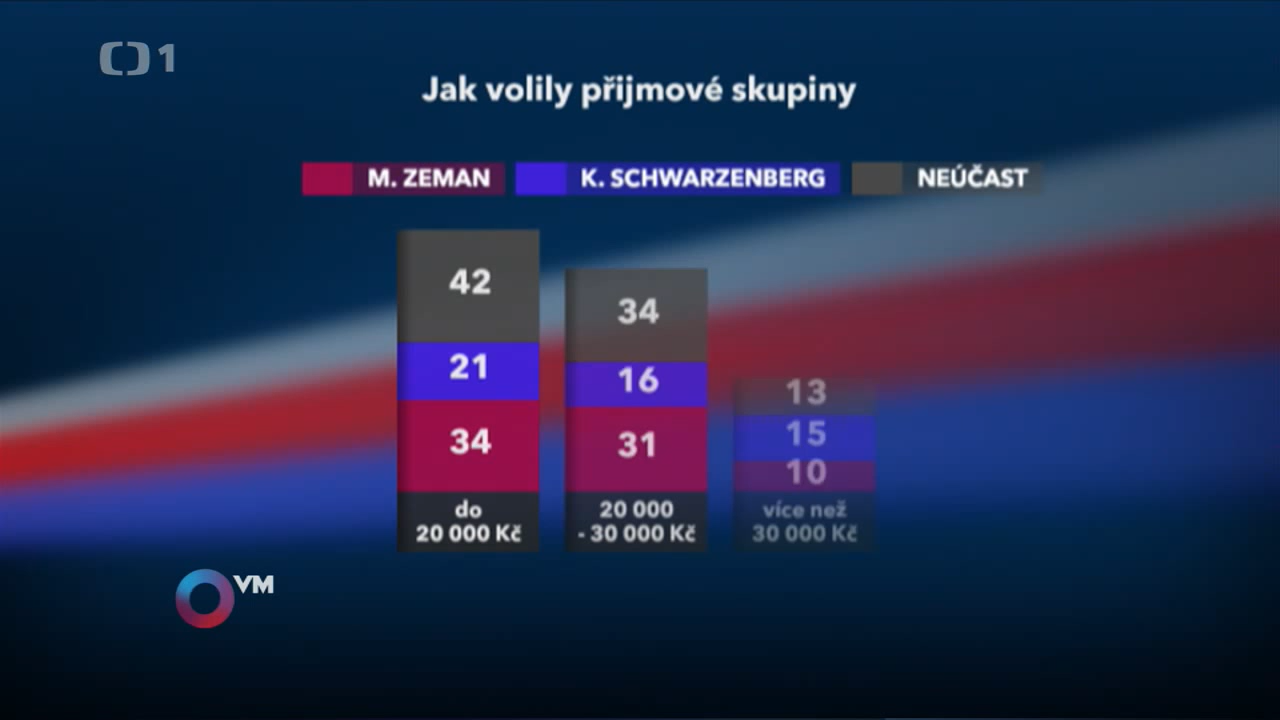 1
Jak volily přijmové skupiny
M. ZEMAN
K. SCHWARZENBERG
NEÚČAST
42
21
34
do
20 000 Kč
34
16
31
20 000
- 30 000 Kč
13
15
10
více než
30 000 Kč
VM